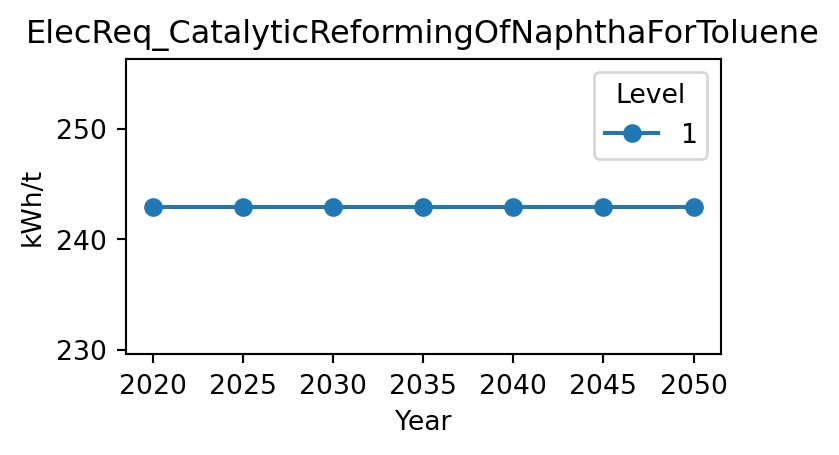 ElecReq_CatalyticReformingOfNaphthaForToluene
Level
1
250
240
230
kWh/t
2020 2025 2030 2035 2040 2045 2050
Year